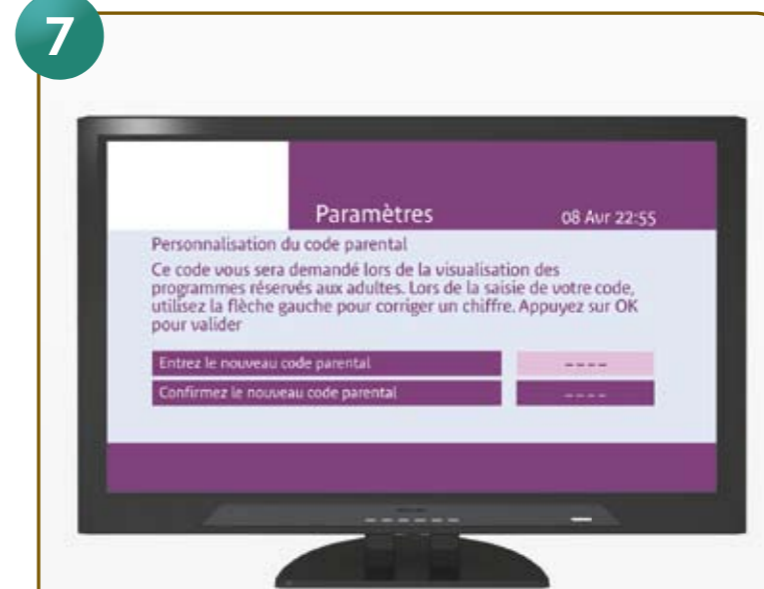 7
Paramètres
08 Avr 22:55
Personnalisation du code parental
Ce code vous sera demandé lors de la visualisation des
programmes réservés aux adultes. Lors de la saisie de votre code,
utilisez la flèche gauche pour corriger un chiffre. Appuyez sur OK
pour valider
Entrez le nouveau code parental ----
Confirmez le nouveau code parental ----